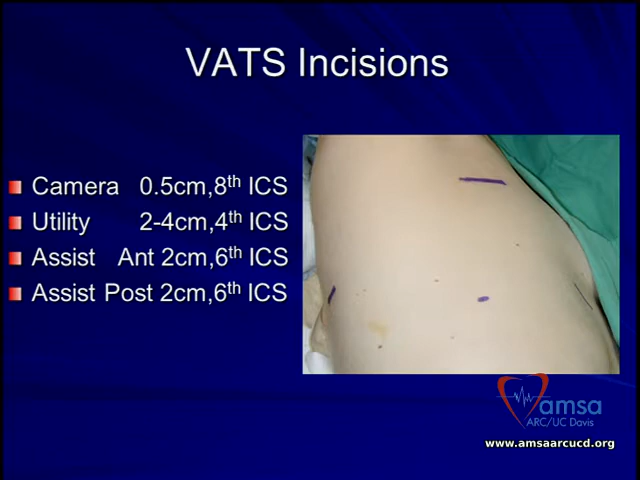 VATS Incisions
Camera 0.5cm,8th ICS
Utility 2-4cm,4th ICS
Assist Ant 2cm,6th ICS
Assist Post 2cm,6th ICS
amsa
ARC/UC Davis
www.amsaarcucd.org